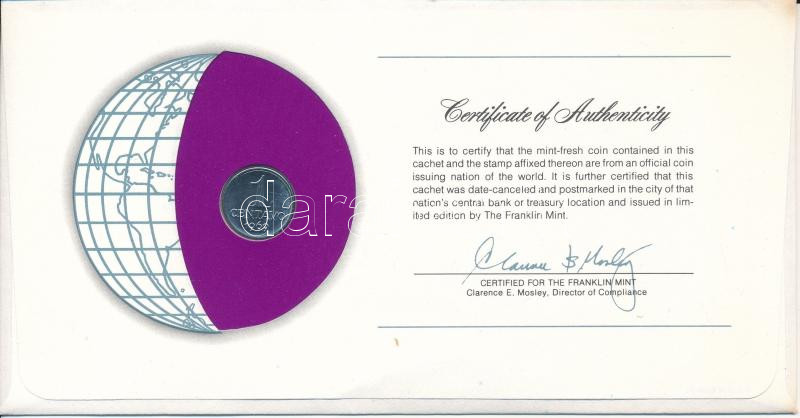 Certificate of Authenticity
This is to certify that the mint-fresh coin contained in this
cachet and the stamp affixed thereon are from an official coin
issuing nation of the world. It is further certified that this
cachet was date-canceled and postmarked in the city of that
nation's central bank or treasury location and issued in lim-
ited edition by The Franklin Mint.
CERTIFIED FOR THE FRANKLIN MINT
Clarence E. Mosley, Director of Compliance
1
CENTAVO
dara